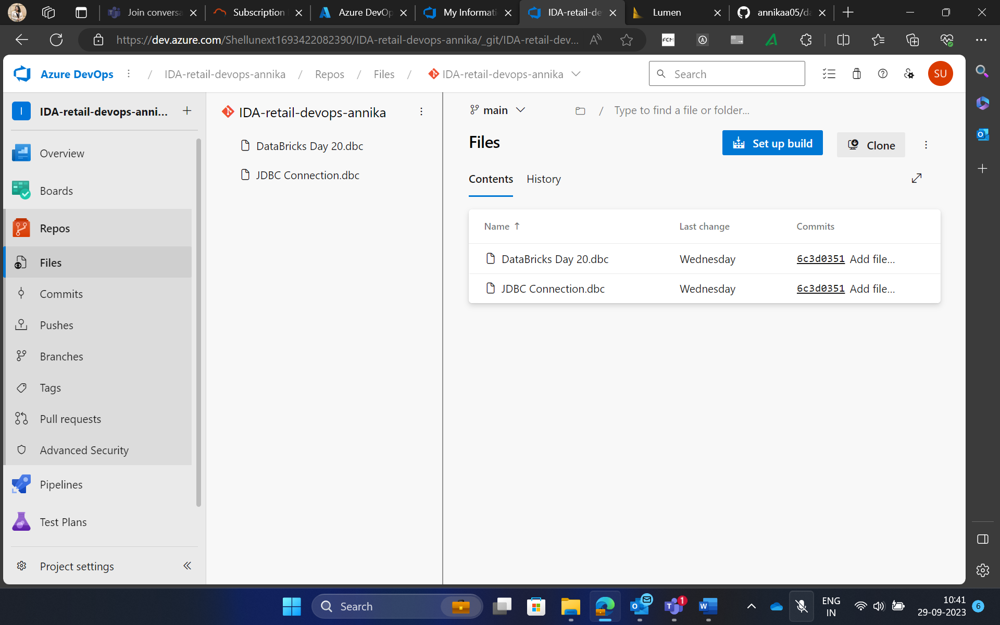 Join conversa
Subscription
Azure DevOp
My Informati
IDA-retail-de
Lumen
annikaa05/da
https://dev.azure.com/Shellunext1693422082390/IDA-retail-devops-annika/_git/IDA-retail-dev...
FCM
Azure DevOps / IDA-retail-devops-annika / Repos / Files / IDA-retail-devops-annika
Search
SU
I
IDA-retail-devops-anni...
Overview
Boards
Repos
Files
Commits
Pushes
Branches
Tags
Pull requests
Advanced Security
Pipelines
Test Plans
Project settings
IDA-retail-devops-annika
DataBricks Day 20.dbc
JDBC Connection.dbc
main
/ Type to find a file or folder...
Files
Set up build
Clone
Contents
History
Name ↑ Last change Commits
DataBricks Day 20.dbc Wednesday 6c3d0351 Add file...
JDBC Connection.dbc Wednesday 6c3d0351 Add file...
Search
1
ENG
IN
10:41
29-09-2023
6